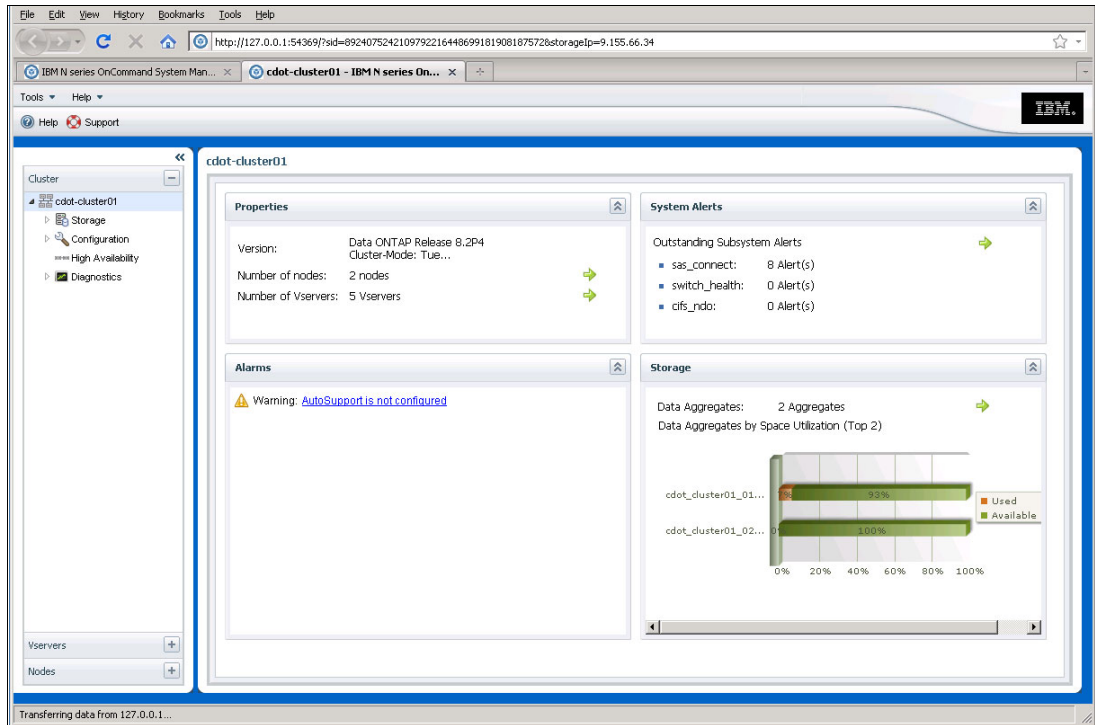 File Edit View History Bookmarks Tools Help
http://127.0.0.1:54369/?sid=8924075242109792216448699181908187572&storageIp=9.155.66.34
IBM N series OnCommand System Man...
cdot-cluster01 - IBM N series On...
Tools Help
IBM.
Help Support
Cluster
cdot-cluster01
Storage
Configuration
High Availability
Diagnostics
Vservers
Nodes
cdot-cluster01
Properties
Version: Data ONTAP Release 8.2P4
Cluster-Mode: Tue...
Number of nodes: 2 nodes
Number of Vservers: 5 Vservers
System Alerts
Outstanding Subsystem Alerts
sas_connect: 8 Alert(s)
switch_health: 0 Alert(s)
cifs_ndo: 0 Alert(s)
Alarms
Warning: AutoSupport is not configured
Storage
Data Aggregates: 2 Aggregates
Data Aggregates by Space Utilization (Top 2)
cdot_cluster01_01... 93%
cdot_cluster01_02... 100%
Used
Available
0% 20% 40% 60% 80% 100%
Transferring data from 127.0.0.1...